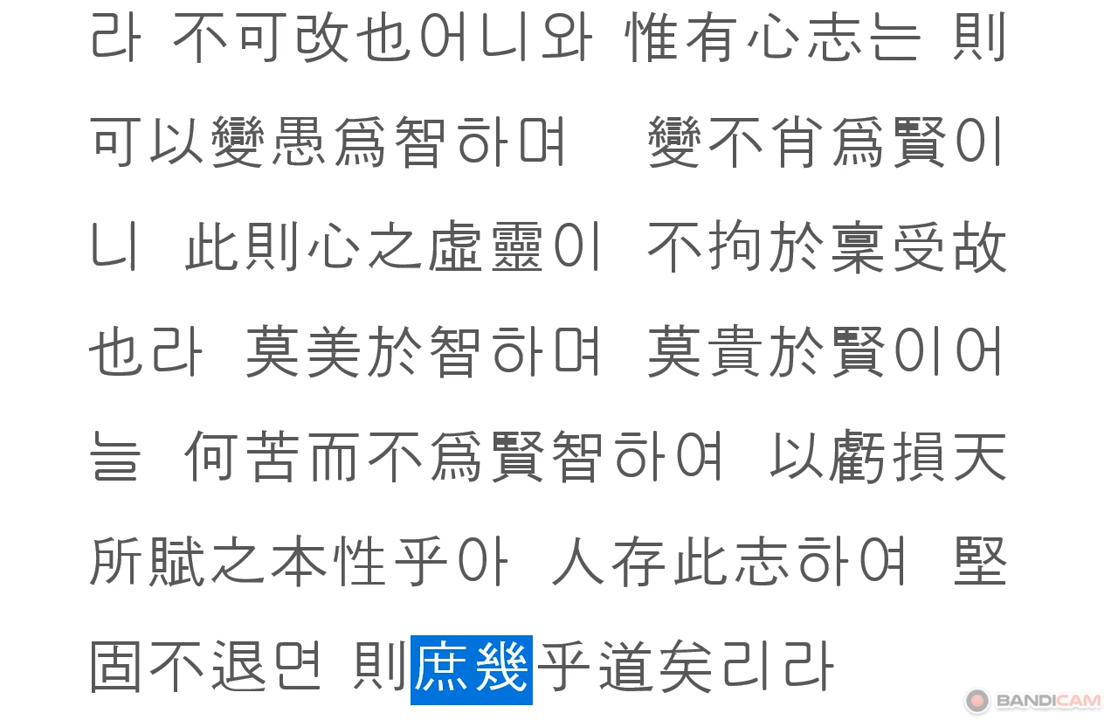 라 不可改也어니와 惟有心志는 則
可以變愚爲智하며 變不肖爲賢이
니 此則心之虛靈이 不拘於稟受故
也라 莫美於智하며 莫貴於賢이어
늘 何苦而不爲賢智하여 以虧損天
所賦之本性乎아 人存此志하여 堅
固不退면 則庶幾乎道矣리라
BANDICAM